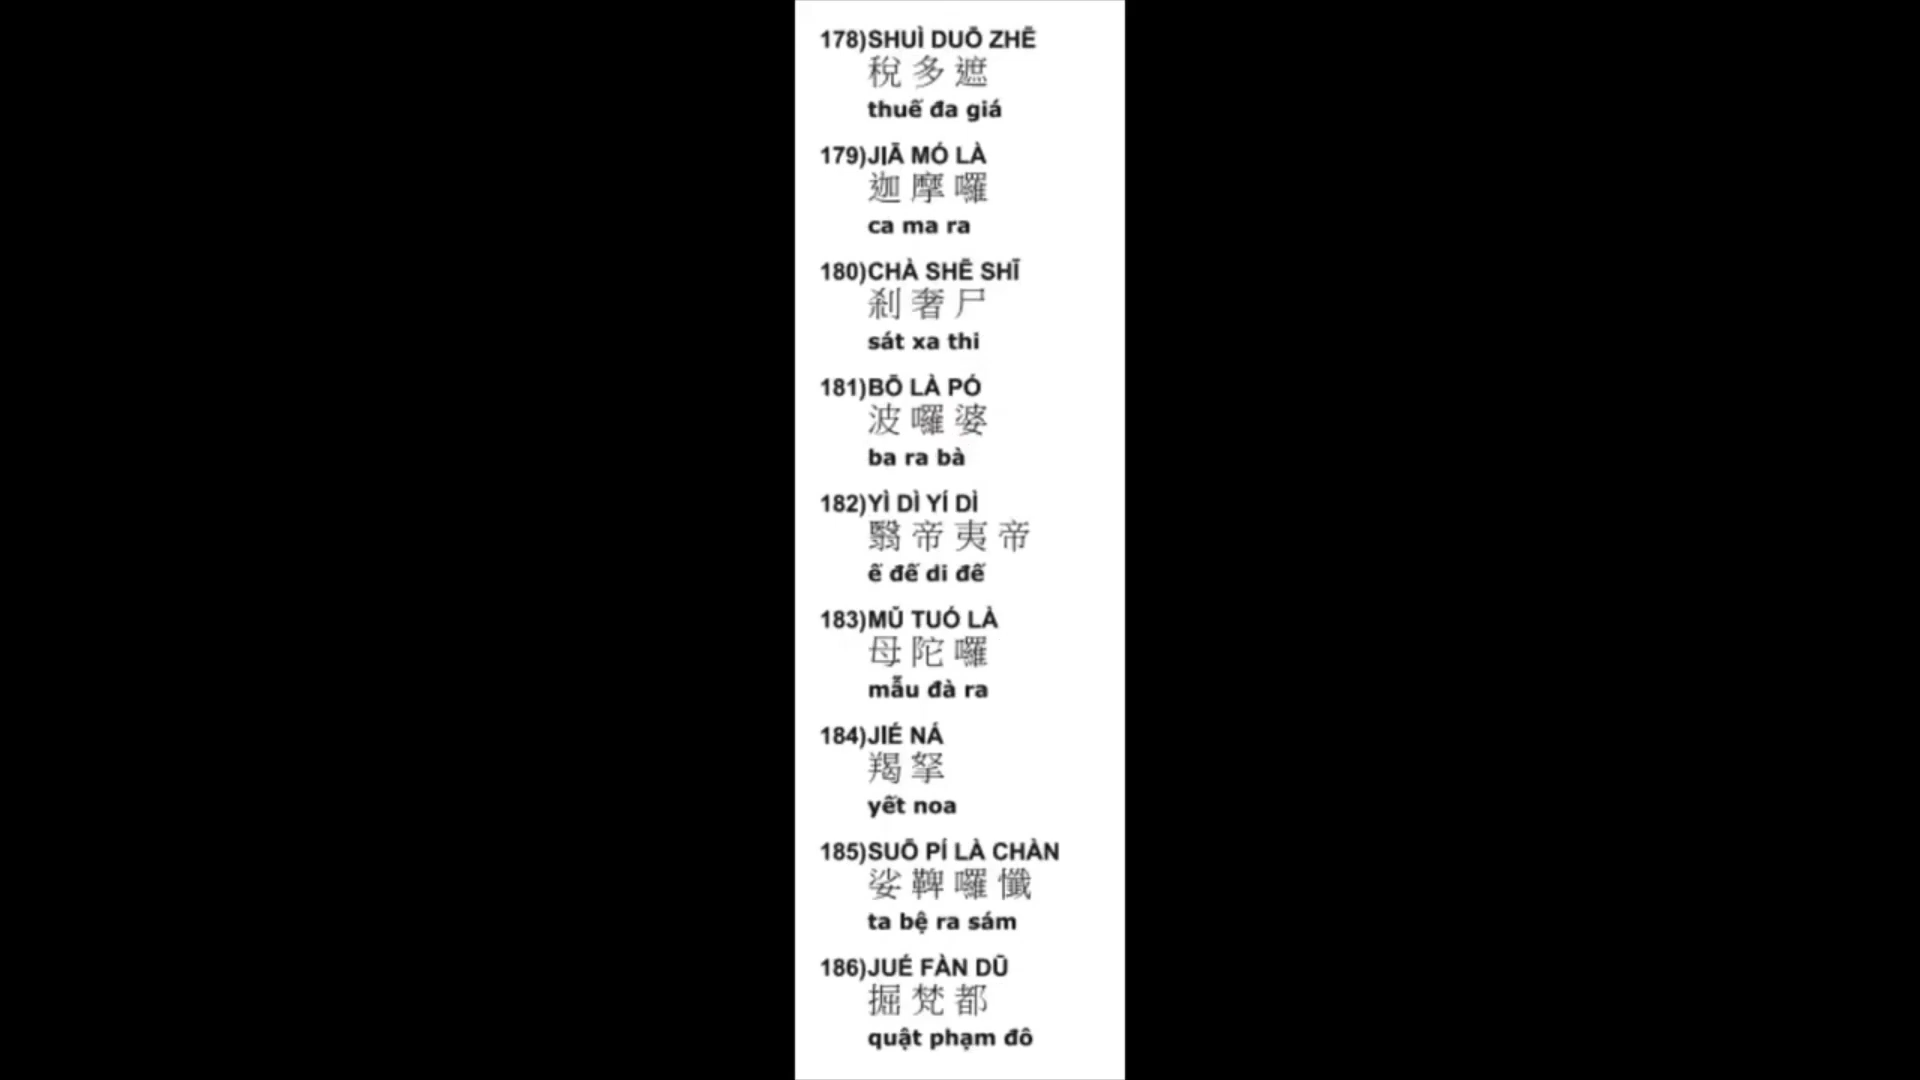 178)SHUÌ DUŌ ZHĒ
稅 多 遮
thuế đa giá
179)JIĀ MÓ LÀ
迦 摩 囉
ca ma ra
180)CHÀ SHĒ SHĪ
剎 奢 尸
sát xa thi
181)BŌ LÀ PÓ
波 囉 婆
ba ra bà
182)YÌ DÌ YÍ DÌ
翳 帝 夷 帝
ế đế di đế
183)MŬ TUÓ LÀ
母 陀 囉
mẫu đà ra
184)JIÉ NÁ
羯 拏
yết noa
185)SUŌ PÍ LÀ CHÀN
娑 鞞 囉 懺
ta bệ ra sám
186)JUÉ FÀN DŪ
掘 梵 都
quật phạm đô